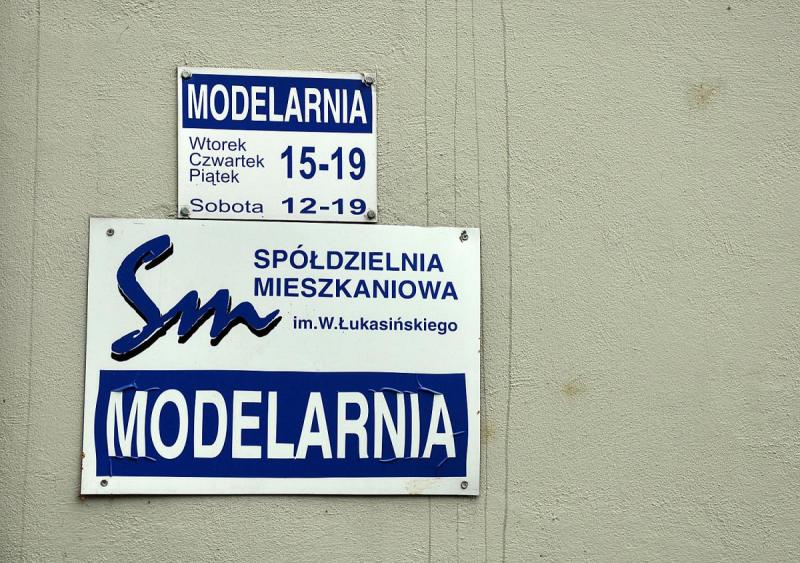 MODELARNIA
Wtorek
Czwartek 15-19
Piątek
Sobota 12-19
Sm
SPÓŁDZIELNIA
MIESZKANIOWA
im.W.Łukasińskiego
MODELARNIA